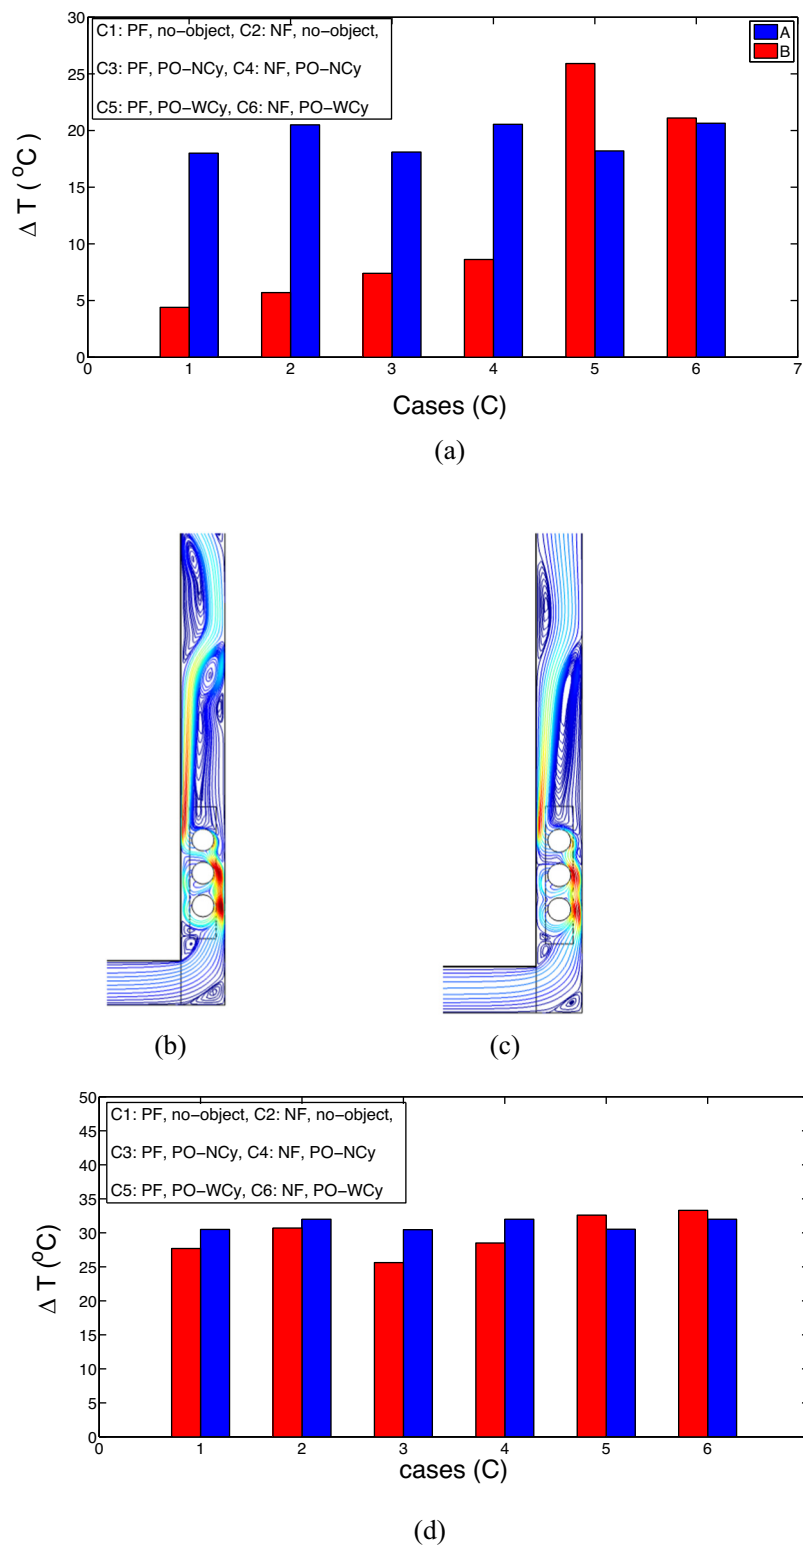 30
25
20
15
10
5
0
Δ T ( °C )
C1: PF, no−object, C2: NF, no−object,
C3: PF, PO−NCy, C4: NF, PO−NCy
C5: PF, PO−WCy, C6: NF, PO−WCy
A
B
0 1 2 3 4 5 6 7
Cases (C)
(a)
(b) (c)
50
45
40
35
30
25
20
15
10
5
0
Δ T (°C)
C1: PF, no−object, C2: NF, no−object,
C3: PF, PO−NCy, C4: NF, PO−NCy
C5: PF, PO−WCy, C6: NF, PO−WCy
0 1 2 3 4 5 6
cases (C)
(d)